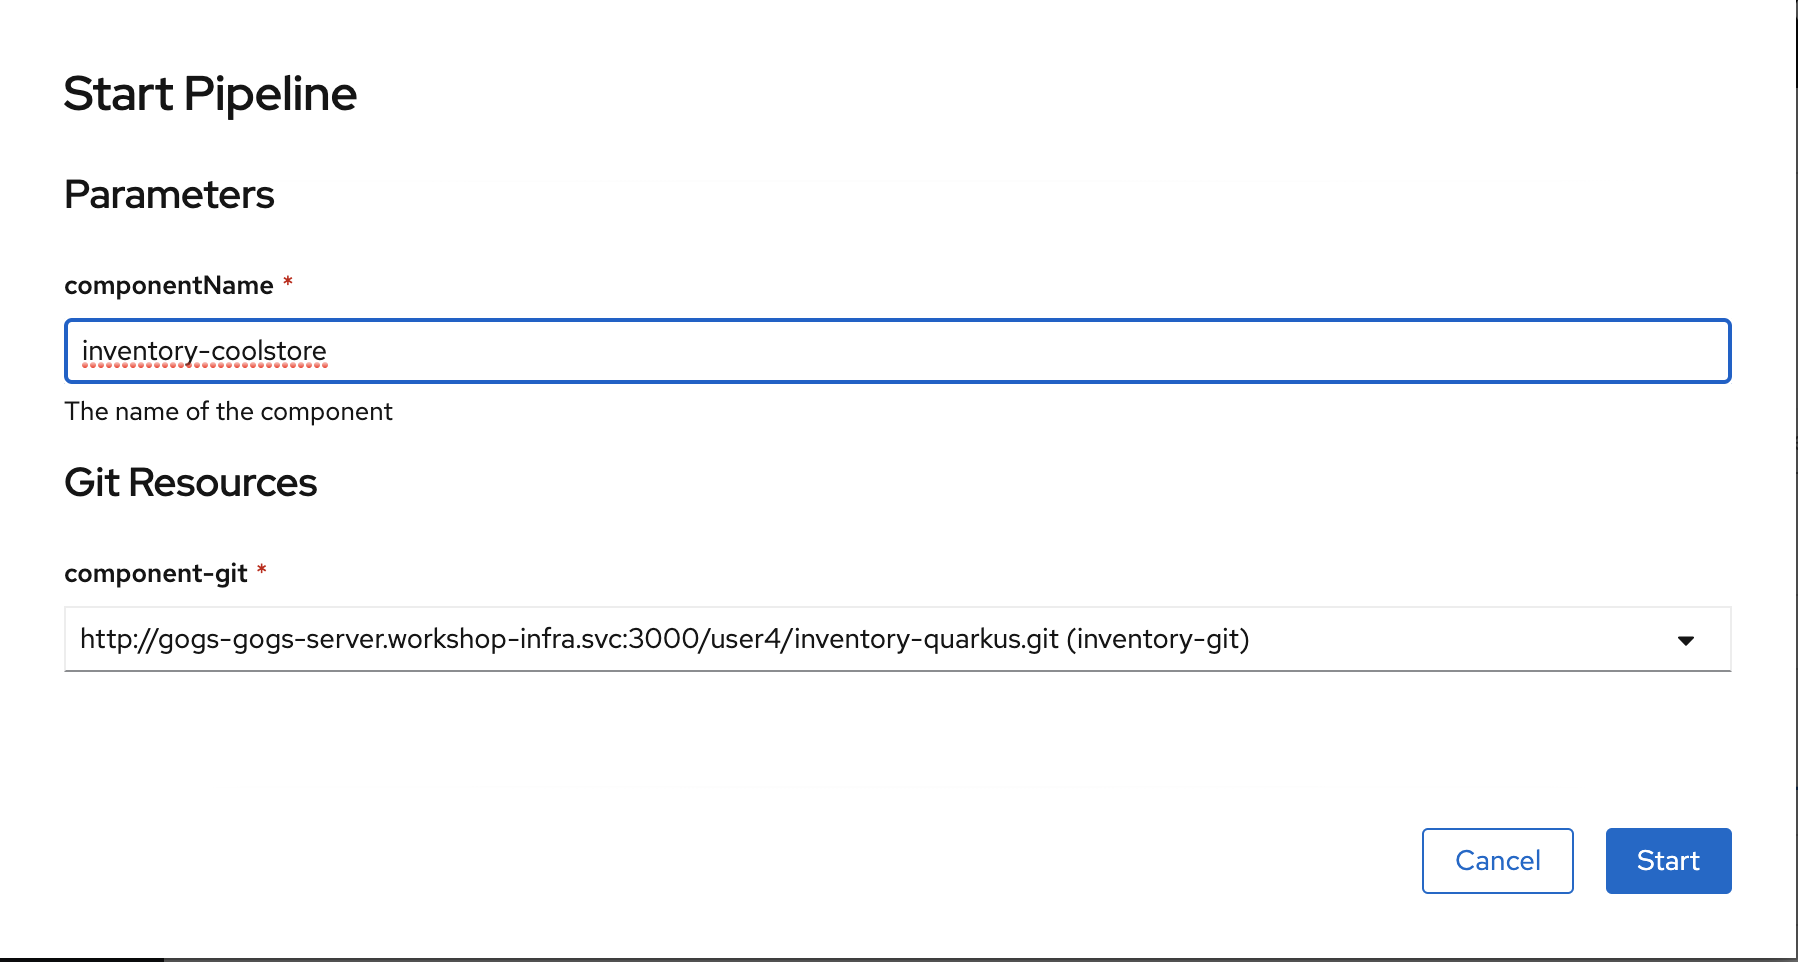 Start Pipeline
Parameters
componentName *
inventory-coolstore
The name of the component
Git Resources
component-git *
http://gogs-gogs-server.workshop-infra.svc:3000/user4/inventory-quarkus.git (inventory-git)
Cancel Start